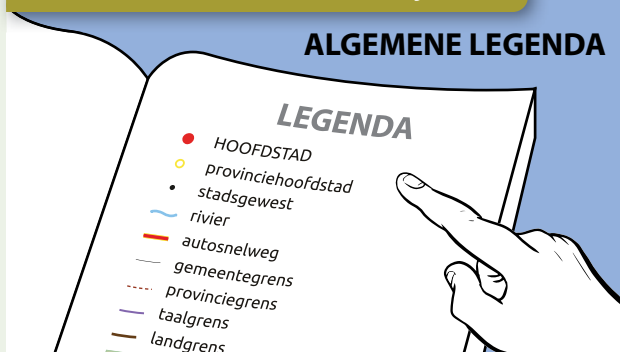 ALGEMENE LEGENDA
LEGENDA
HOOFDSTAD
provinciehoofdstad
stadsgewest
rivier
autosnelweg
gemeentegrens
provinciegrens
taalgrens
landgrens